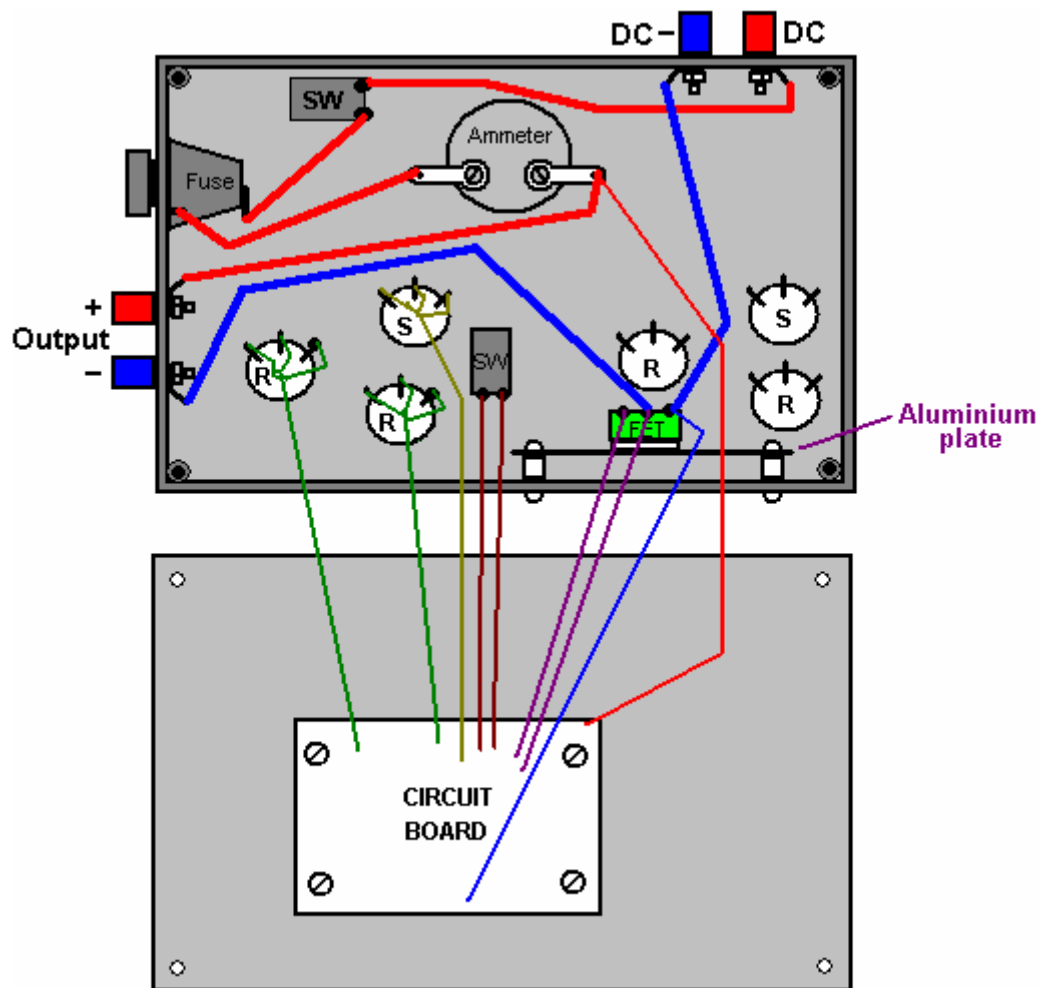 DC-
DC
SW
Ammeter
Fuse
+
Output
-
S
S
R
SW
R
R
R
FET
Aluminium
plate
CIRCUIT
BOARD